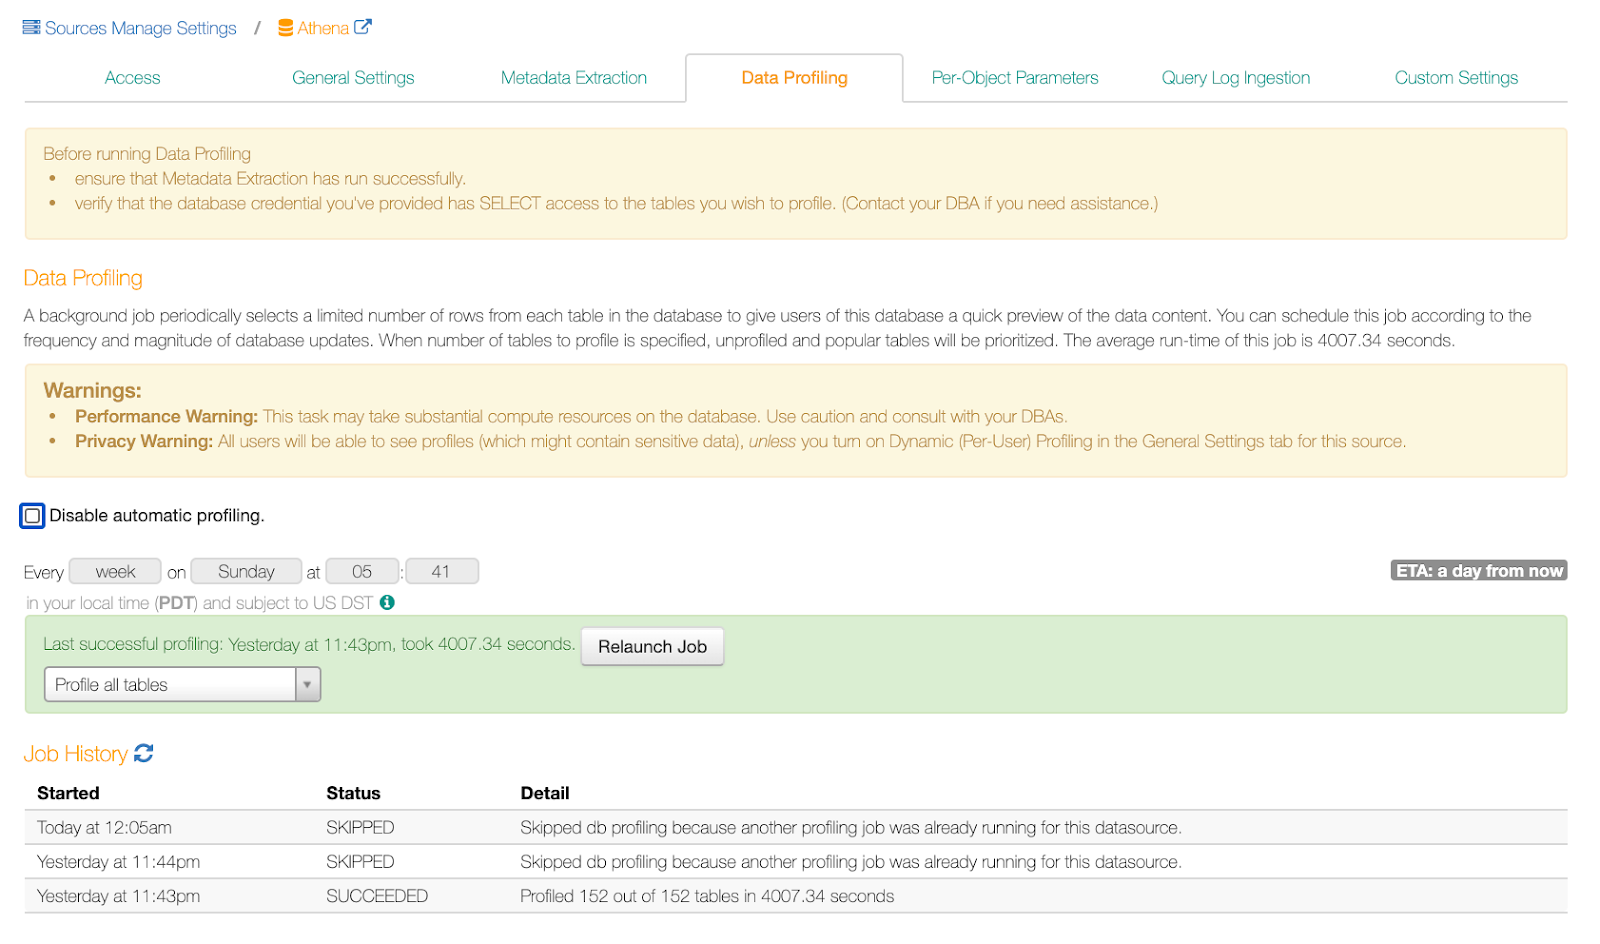 Sources Manage Settings / Athena
Access General Settings Metadata Extraction Data Profiling Per-Object Parameters Query Log Ingestion Custom Settings
Before running Data Profiling
• ensure that Metadata Extraction has run successfully.
• verify that the database credential you've provided has SELECT access to the tables you wish to profile. (Contact your DBA if you need assistance.)
Data Profiling
A background job periodically selects a limited number of rows from each table in the database to give users of this database a quick preview of the data content. You can schedule this job according to the
frequency and magnitude of database updates. When number of tables to profile is specified, unprofiled and popular tables will be prioritized. The average run-time of this job is 4007.34 seconds.
Warnings:
• Performance Warning: This task may take substantial compute resources on the database. Use caution and consult with your DBAs.
• Privacy Warning: All users will be able to see profiles (which might contain sensitive data), unless you turn on Dynamic (Per-User) Profiling in the General Settings tab for this source.
Disable automatic profiling.
Every week on Sunday at 05 : 41 ETA: a day from now
in your local time (PDT) and subject to US DST
Last successful profiling: Yesterday at 11:43pm, took 4007.34 seconds. Relaunch Job
Profile all tables
Job History
Started Status Detail
Today at 12:05am SKIPPED Skipped db profiling because another profiling job was already running for this datasource.
Yesterday at 11:44pm SKIPPED Skipped db profiling because another profiling job was already running for this datasource.
Yesterday at 11:43pm SUCCEEDED Profiled 152 out of 152 tables in 4007.34 seconds